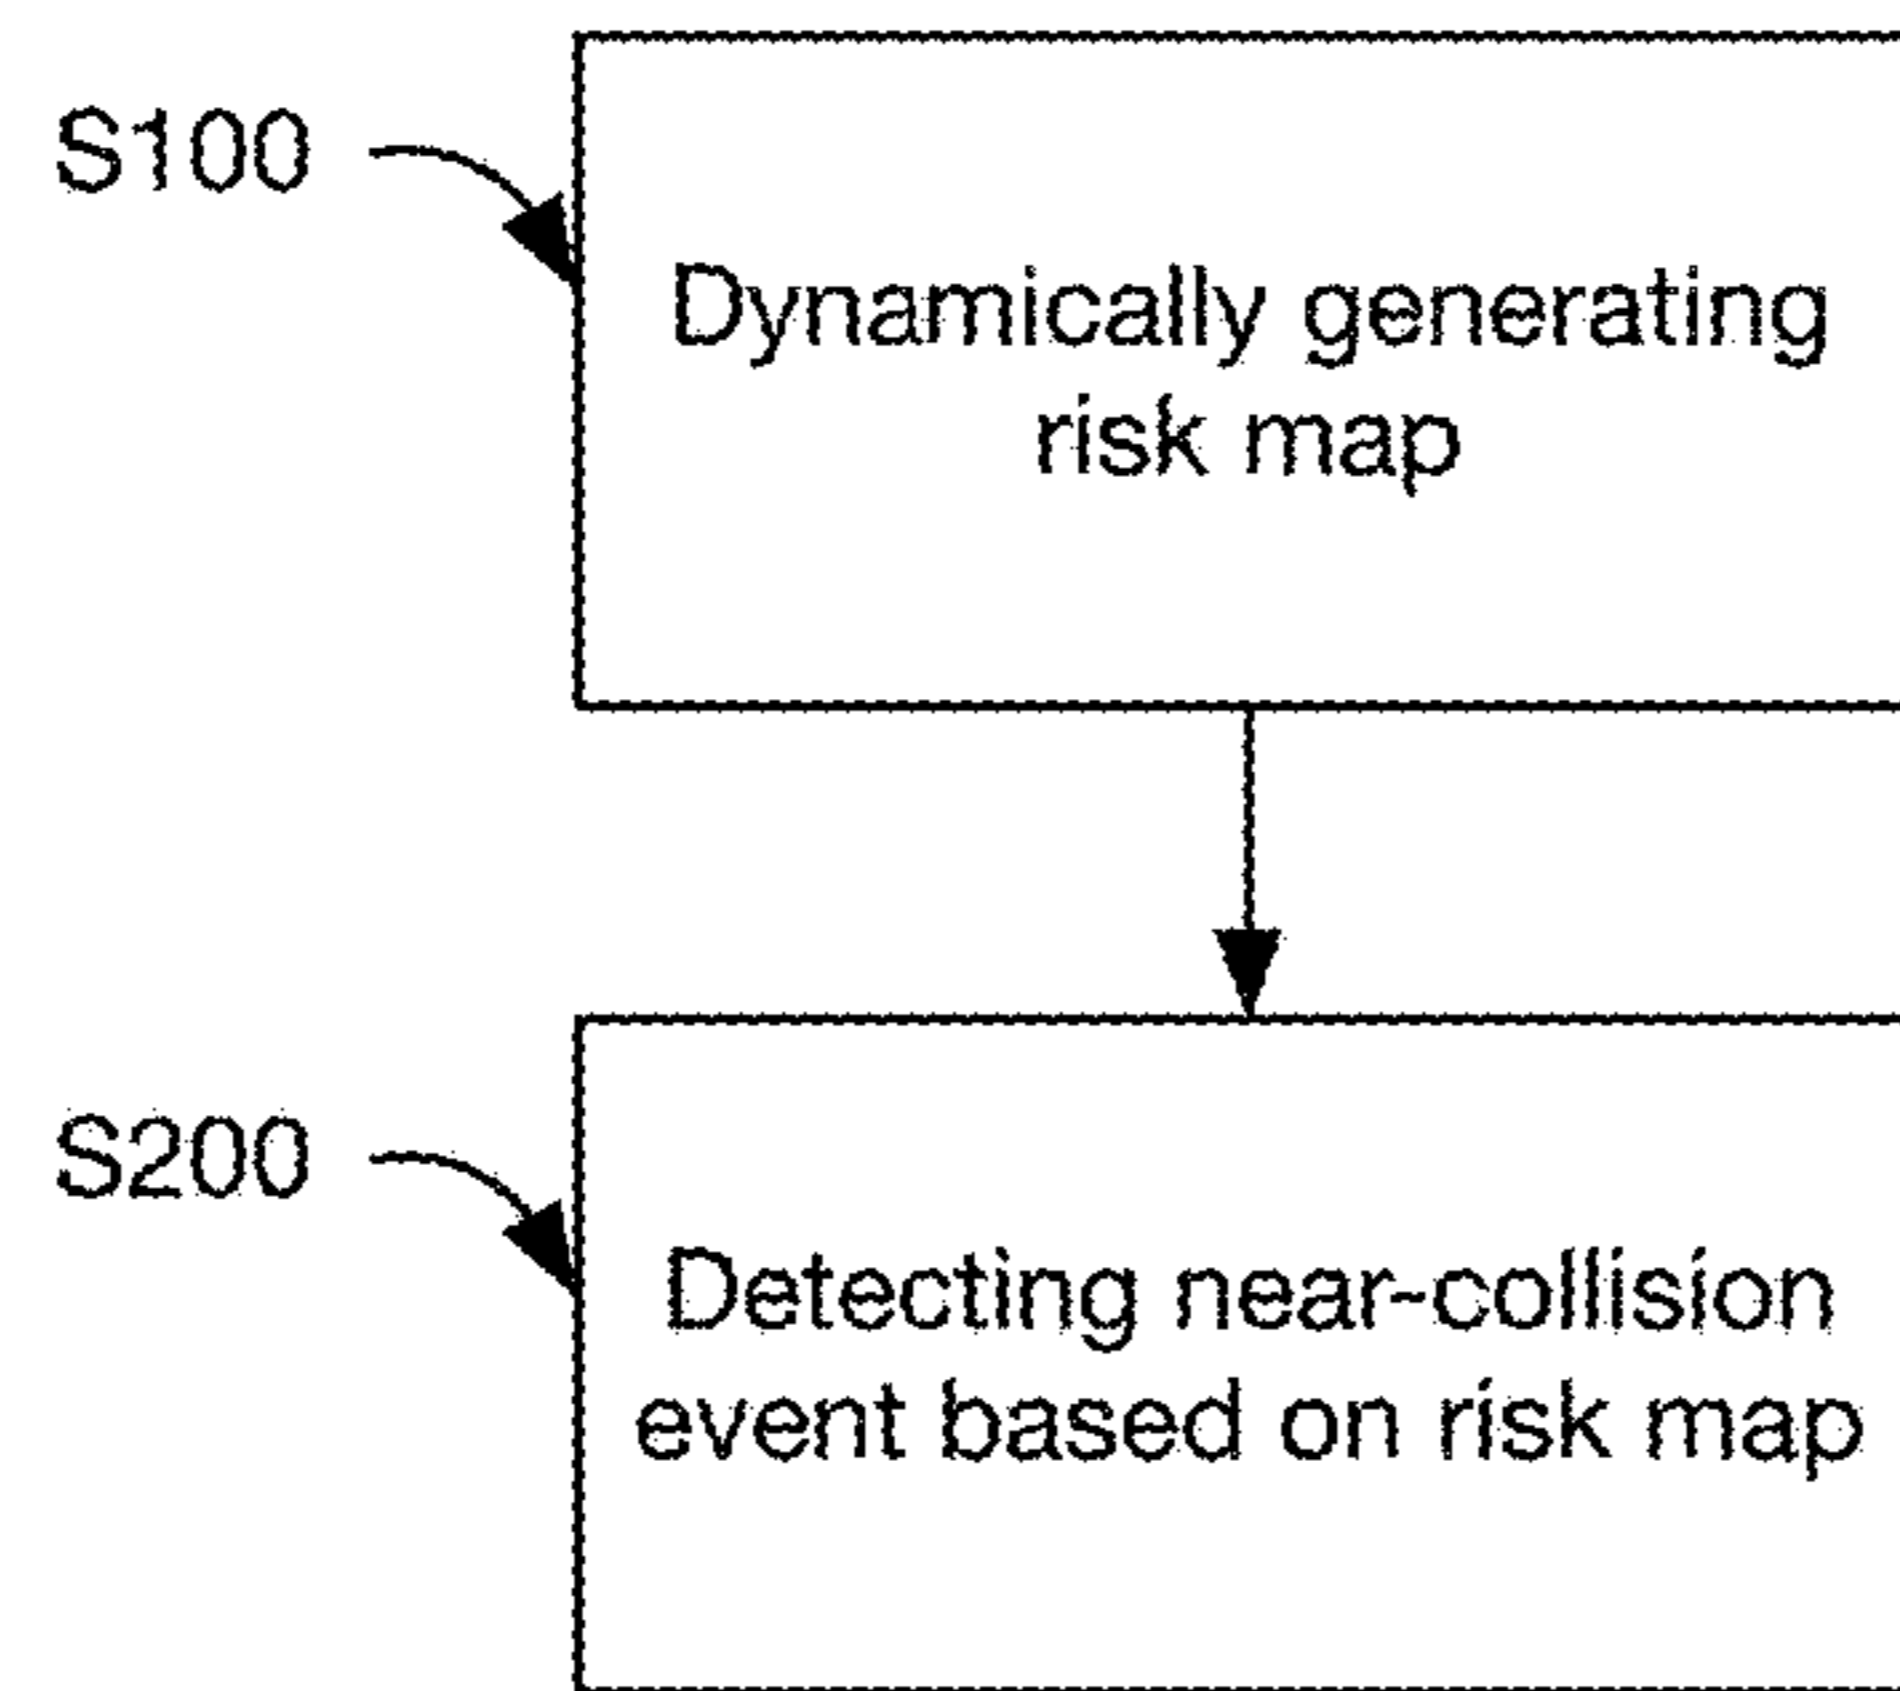 S100
Dynamically generating
risk map
S200
Detecting near-collision
event based on risk map